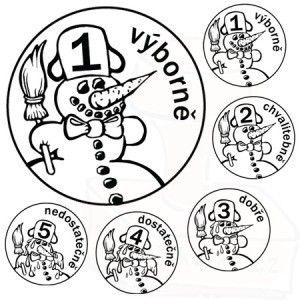 1
výborně
1
výborně
2
chvalitebně
3
dobře
4
dostatečně
5
nedostatečně